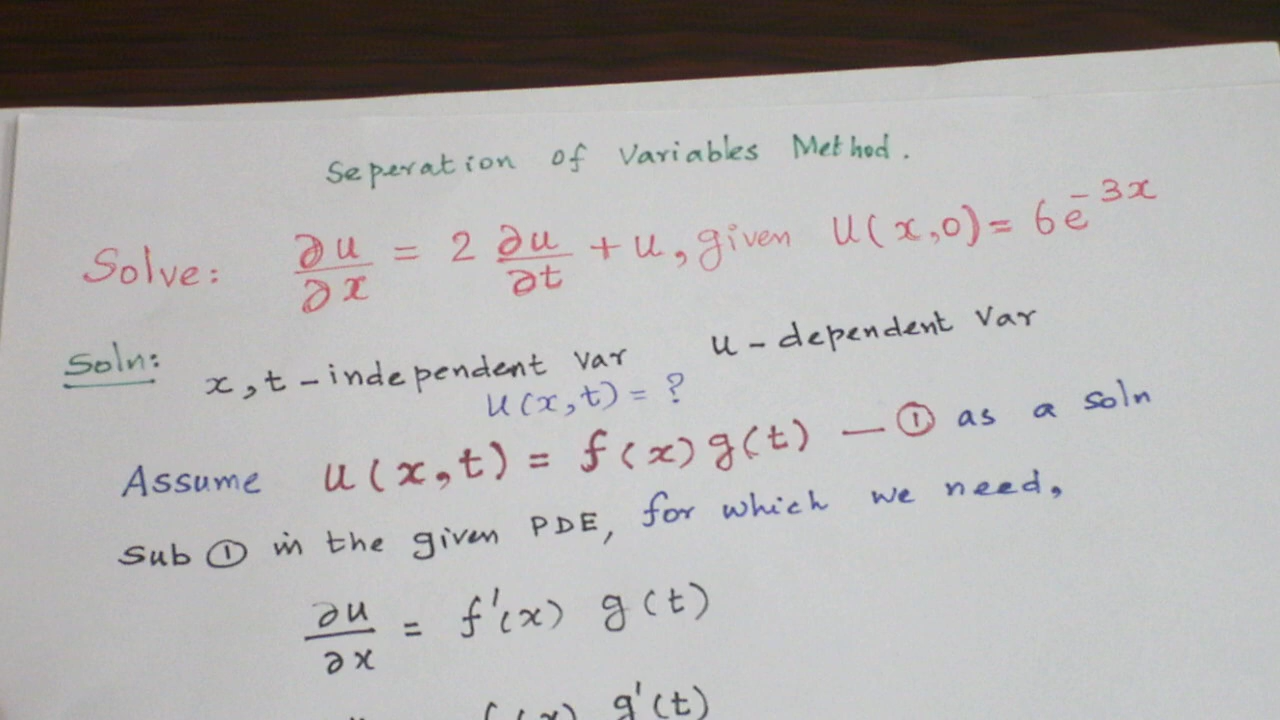 Seperation of Variables Method.
Solve: ∂u/∂x = 2 ∂u/∂t + u, given u(x,0) = 6e^-3x
Soln: x, t - independent var u - dependent var
u(x,t) = ?
Assume u(x,t) = f(x) g(t) — ① as a soln
Sub ① in the given PDE, for which we need,
∂u/∂x = f'(x) g(t)
g'(t)